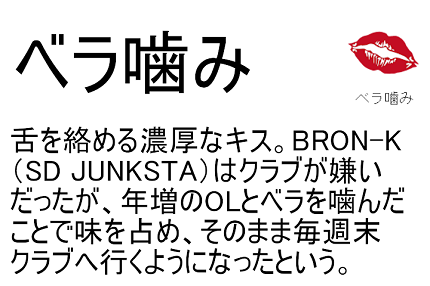 ベラ噛み
ベラ噛み
舌を絡める濃厚なキス。BRON-K
（SD JUNKSTA）はクラブが嫌い
だったが、年増のOLとベラを噛んだ
ことで味を占め、そのまま毎週末
クラブへ行くようになったという。